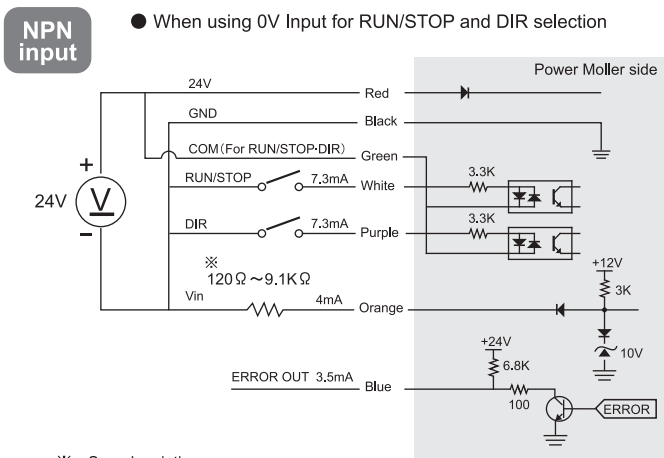 NPN
input
● When using 0V Input for RUN/STOP and DIR selection
Power Moller side
24V
Red
GND
Black
COM (For RUN/STOP·DIR)
Green
RUN/STOP
7.3mA
White
3.3K
24V
+
V
−
DIR
7.3mA
Purple
3.3K
※
120Ω～9.1KΩ
Vin
4mA
Orange
+12V
3K
10V
+24V
6.8K
ERROR OUT 3.5mA
Blue
100
ERROR